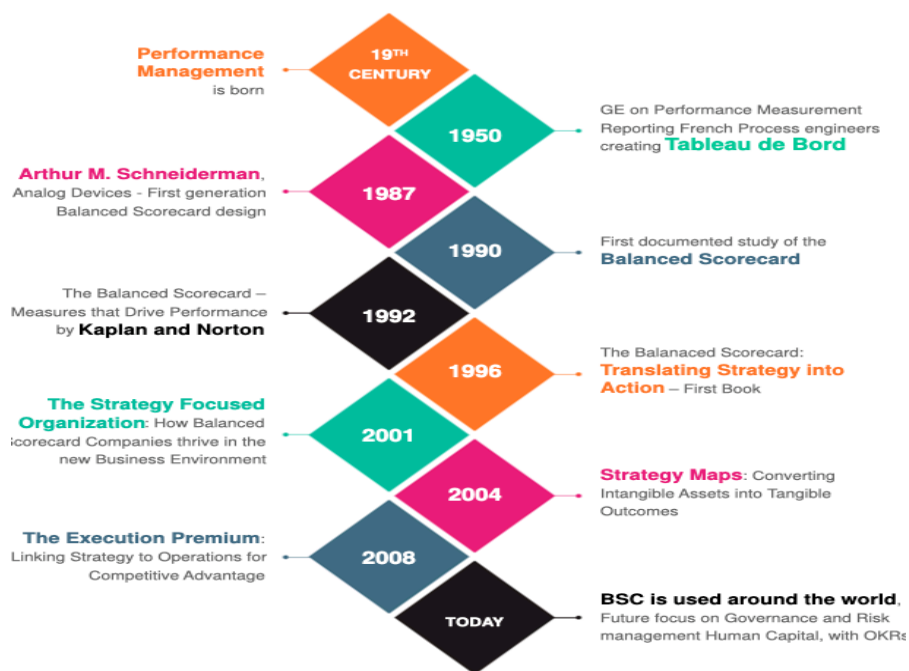 Performance
Management
is born
19TH
CENTURY
1950
GE on Performance Measurement
Reporting French Process engineers
creating Tableau de Bord
Arthur M. Schneiderman,
Analog Devices - First generation
Balanced Scorecard design
1987
1990
First documented study of the
Balanced Scorecard
The Balanced Scorecard –
Measures that Drive Performance
by Kaplan and Norton
1992
1996
The Balanaced Scorecard:
Translating Strategy into
Action – First Book
The Strategy Focused
Organization: How Balanced
corecard Companies thrive in the
new Business Environment
2001
2004
Strategy Maps: Converting
Intangible Assets into Tangible
Outcomes
The Execution Premium:
Linking Strategy to Operations for
Competitive Advantage
2008
TODAY
BSC is used around the world,
Future focus on Governance and Risk
management Human Capital, with OKRs